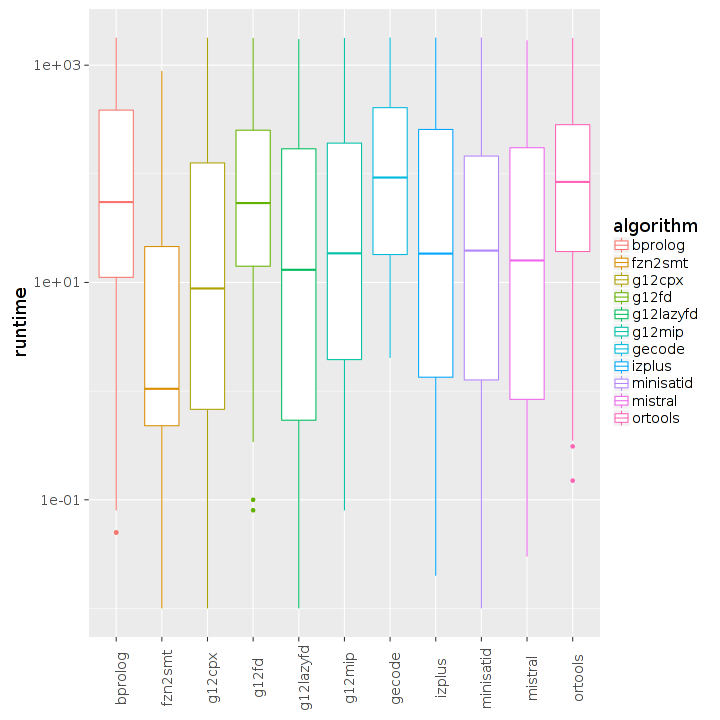 runtime
1e+03
1e+01
1e-01
bprolog
fzn2smt
g12cpx
g12fd
g12lazyfd
g12mip
gecode
izplus
minisatid
mistral
ortools
algorithm
bprolog
fzn2smt
g12cpx
g12fd
g12lazyfd
g12mip
gecode
izplus
minisatid
mistral
ortools